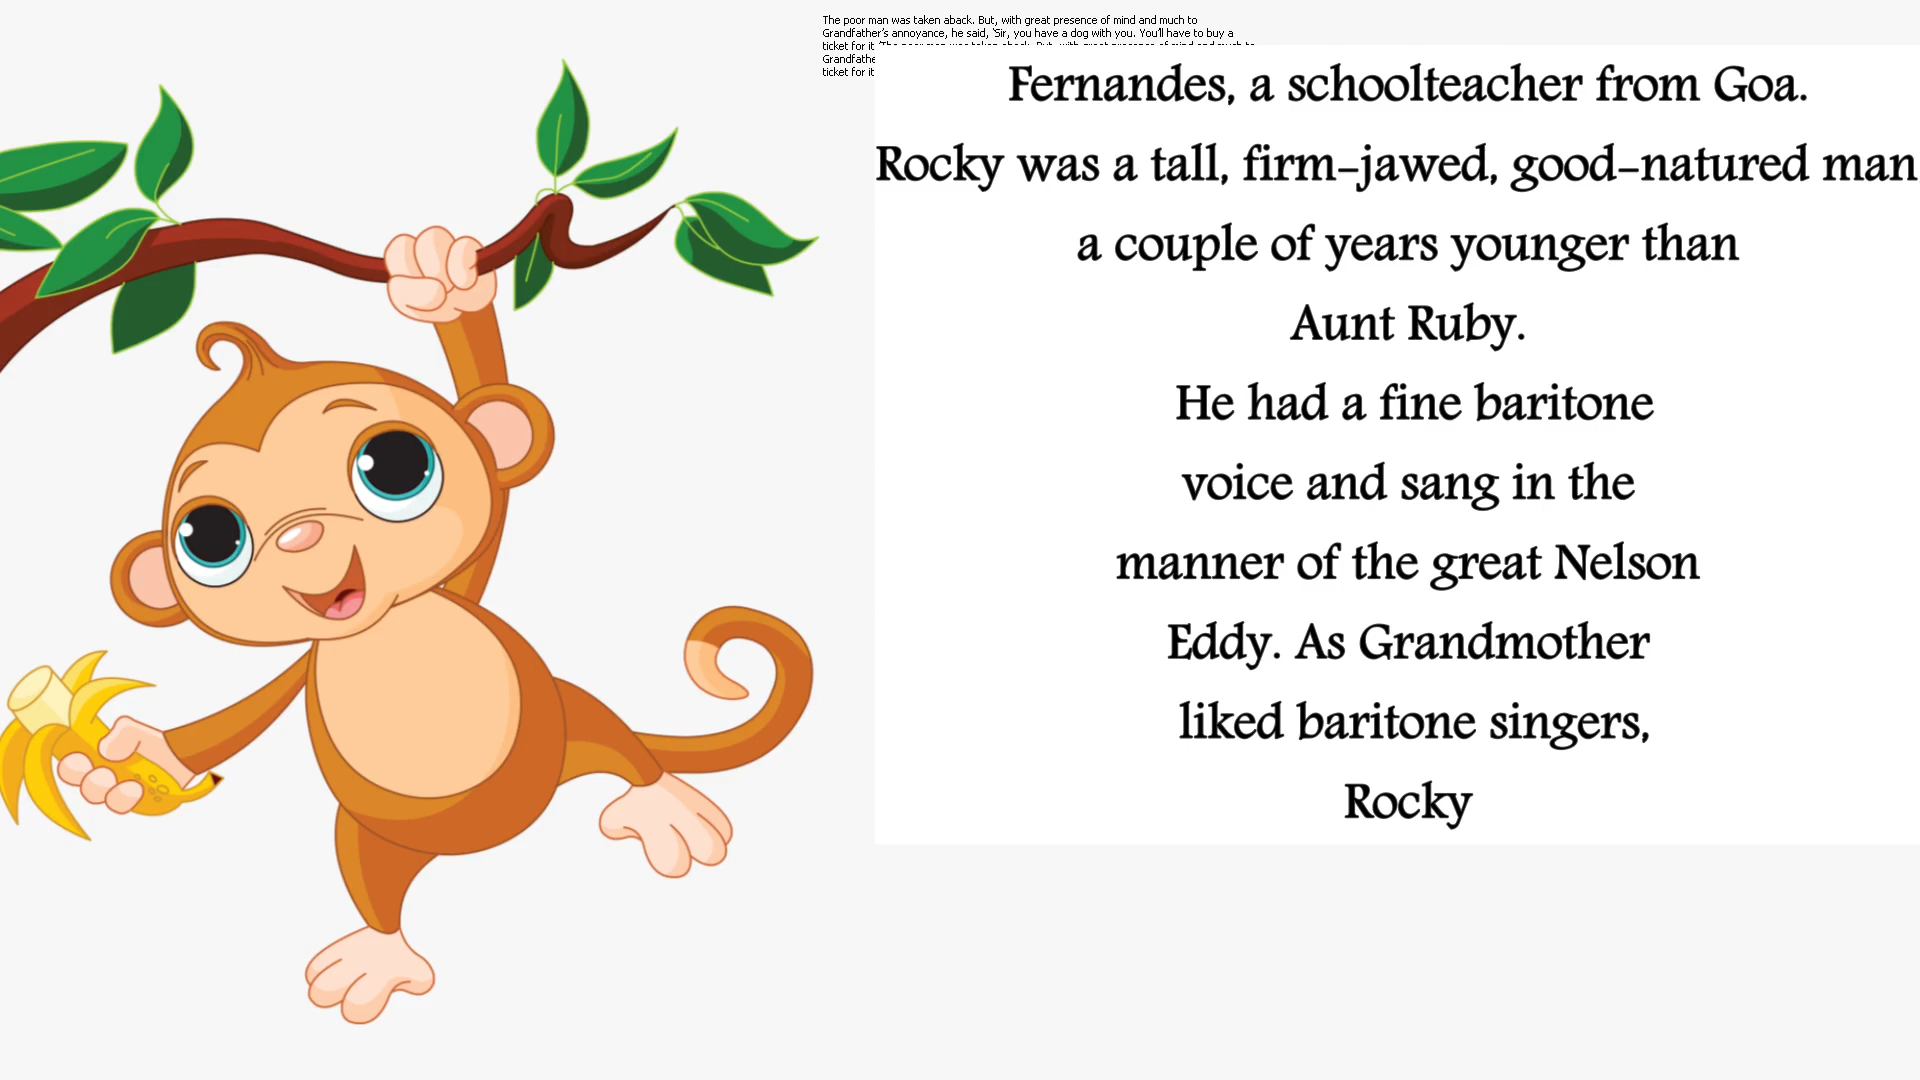 The poor man was taken aback. But, with great presence of mind and much to
Grandfather's annoyance, he said, 'Sir, you have a dog with you. You'll have to buy a
ticket for it
Grandfathe
ticket for it
Fernandes, a schoolteacher from Goa.
Rocky was a tall, firm-jawed, good-natured man
a couple of years younger than
Aunt Ruby.
He had a fine baritone
voice and sang in the
manner of the great Nelson
Eddy. As Grandmother
liked baritone singers,
Rocky